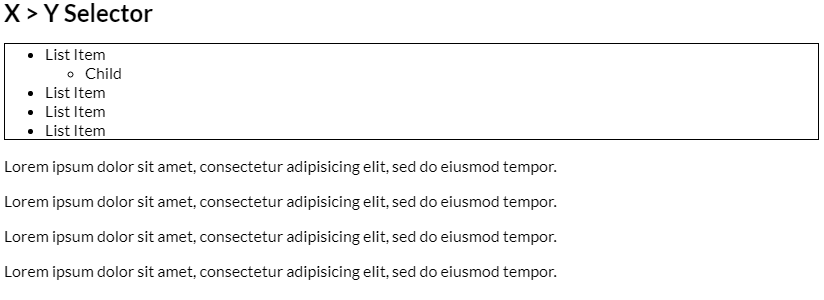 X > Y Selector
List Item
Child
List Item
List Item
List Item
Lorem ipsum dolor sit amet, consectetur adipisicing elit, sed do eiusmod tempor.
Lorem ipsum dolor sit amet, consectetur adipisicing elit, sed do eiusmod tempor.
Lorem ipsum dolor sit amet, consectetur adipisicing elit, sed do eiusmod tempor.
Lorem ipsum dolor sit amet, consectetur adipisicing elit, sed do eiusmod tempor.